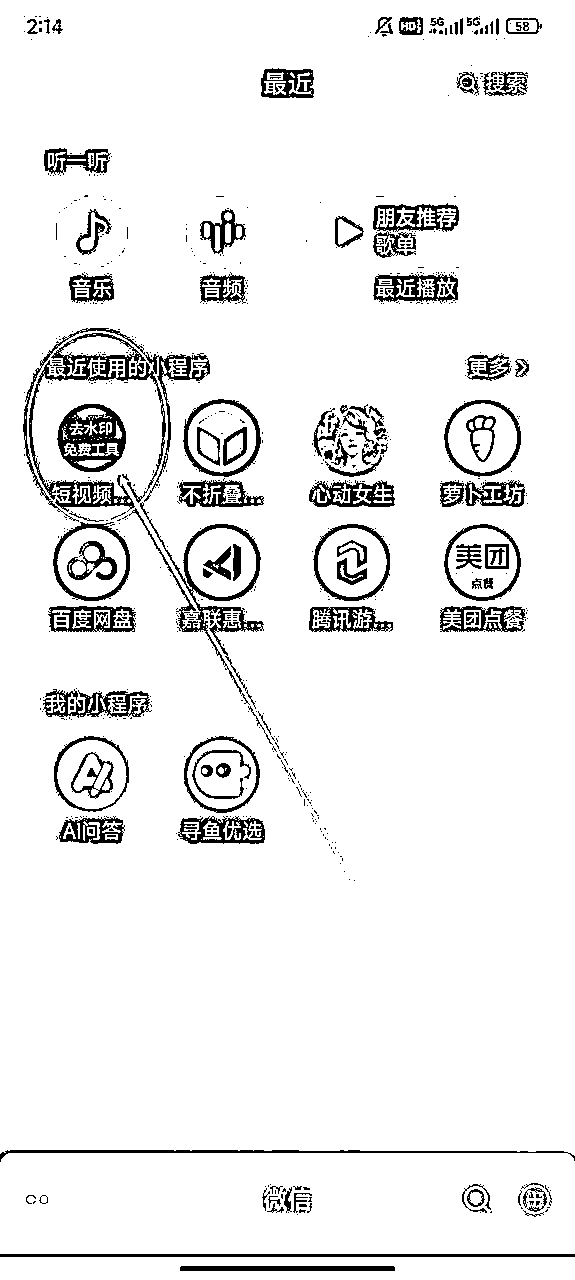 2:14
HD 5G 5G 58
最近
搜索
听一听
音乐
音频
朋友推荐
歌单
最近播放
最近使用的小程序
更多
去水印
免费工具
短视频...
不折叠...
心动女生
萝卜工坊
百度网盘
嘉联惠...
腾讯游...
美团
点餐
美团点餐
我的小程序
AI问答
寻鱼优选
微信